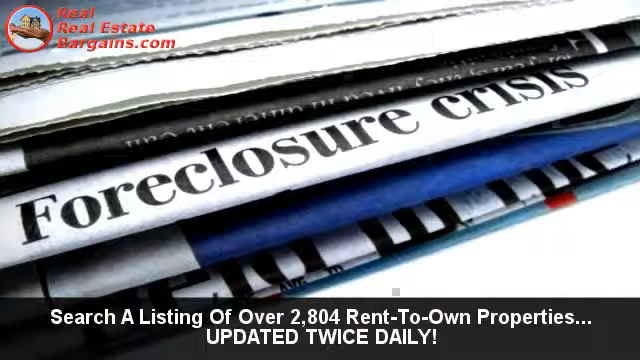 Real
Real Estate
Bargains.com
Foreclosure crisis
Search A Listing Of Over 2,804 Rent-To-Own Properties...
UPDATED TWICE DAILY!